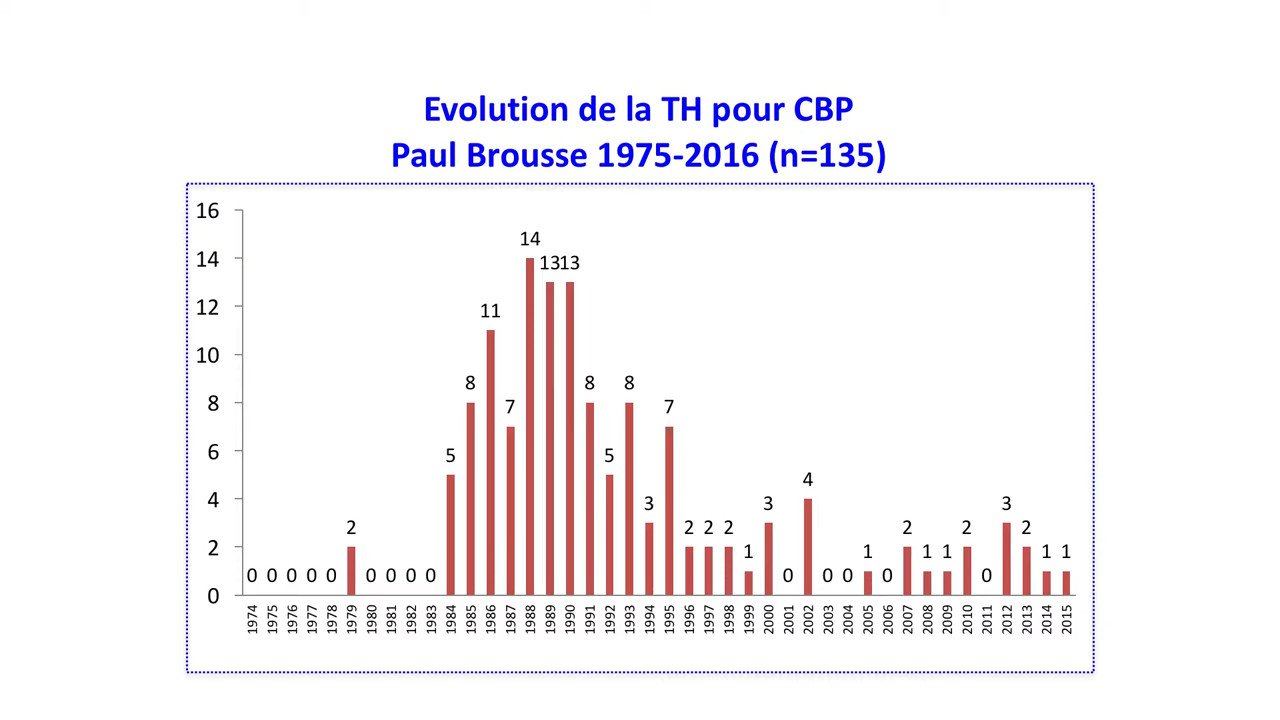 Evolution de la TH pour CBP
Paul Brousse 1975-2016 (n=135)
16
14
12
10
8
6
4
2
0
0 0 0 0 0 2 0 0 0 0 5 8 11 7 14 13 13 8 5 8 3 7 2 2 2 1 3 0 4 0 0 1 0 2 1 1 2 0 3 2 1 1
1974 1975 1976 1977 1978 1979 1980 1981 1982 1983 1984 1985 1986 1987 1988 1989 1990 1991 1992 1993 1994 1995 1996 1997 1998 1999 2000 2001 2002 2003 2004 2005 2006 2007 2008 2009 2010 2011 2012 2013 2014 2015